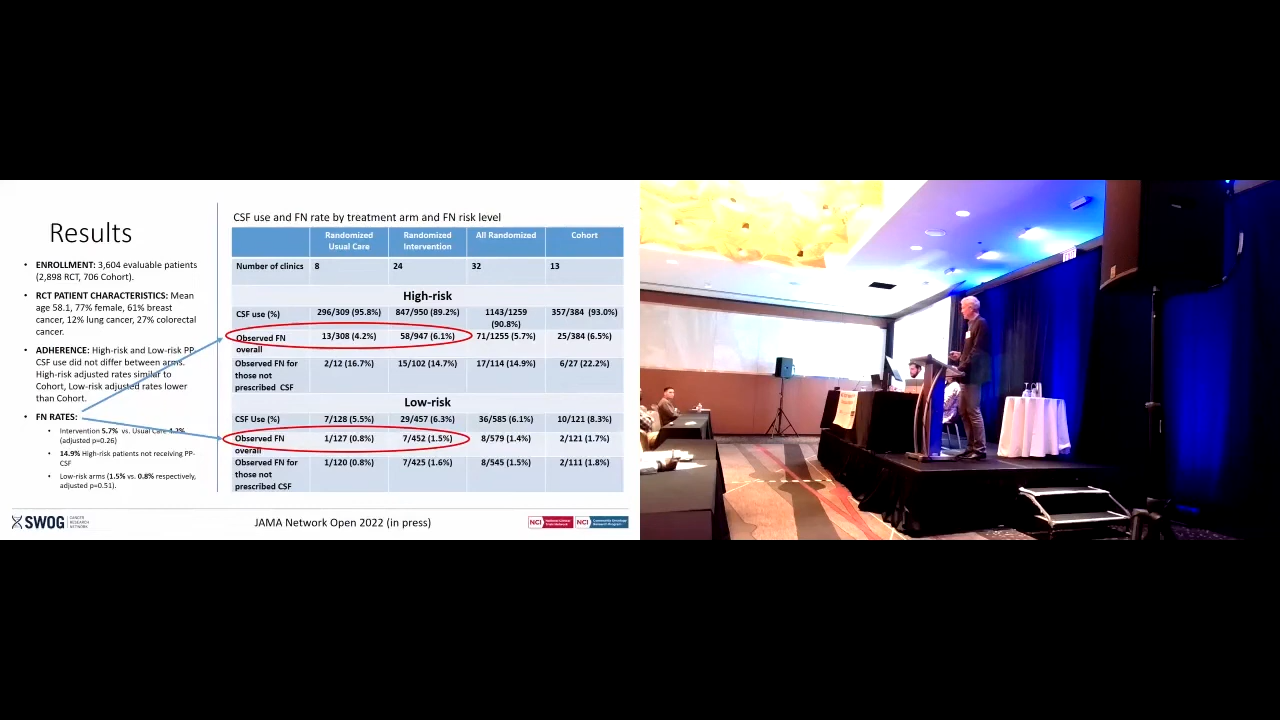 Results
• ENROLLMENT: 3,604 evaluable patients
(2,898 RCT, 706 Cohort).
• RCT PATIENT CHARACTERISTICS: Mean
age 58.1, 77% female, 61% breast
cancer, 12% lung cancer, 27% colorectal
cancer.
• ADHERENCE: High-risk and Low-risk PP-
CSF use did not differ between arms.
High-risk adjusted rates similar to
Cohort, Low-risk adjusted rates lower
than Cohort.
• FN RATES:
• Intervention 5.7% vs. Usual Care 4.2%
(adjusted p=0.26)
• 14.9% High-risk patients not receiving PP-
CSF
• Low-risk arms (1.5% vs. 0.8% respectively,
adjusted p=0.51).
CSF use and FN rate by treatment arm and FN risk level
Randomized Usual Care Randomized Intervention All Randomized Cohort
Number of clinics 8 24 32 13
High-risk
CSF use (%) 296/309 (95.8%) 847/950 (89.2%) 1143/1259 (90.8%) 357/384 (93.0%)
Observed FN overall 13/308 (4.2%) 58/947 (6.1%) 71/1255 (5.7%) 25/384 (6.5%)
Observed FN for those not prescribed CSF 2/12 (16.7%) 15/102 (14.7%) 17/114 (14.9%) 6/27 (22.2%)
Low-risk
CSF Use (%) 7/128 (5.5%) 29/457 (6.3%) 36/585 (6.1%) 10/121 (8.3%)
Observed FN overall 1/127 (0.8%) 7/452 (1.5%) 8/579 (1.4%) 2/121 (1.7%)
Observed FN for those not prescribed CSF 1/120 (0.8%) 7/425 (1.6%) 8/545 (1.5%) 2/111 (1.8%)
SWOG CANCER RESEARCH NETWORK
JAMA Network Open 2022 (in press)
NCI National Clinical Trials Network NCI Community Oncology Research Program